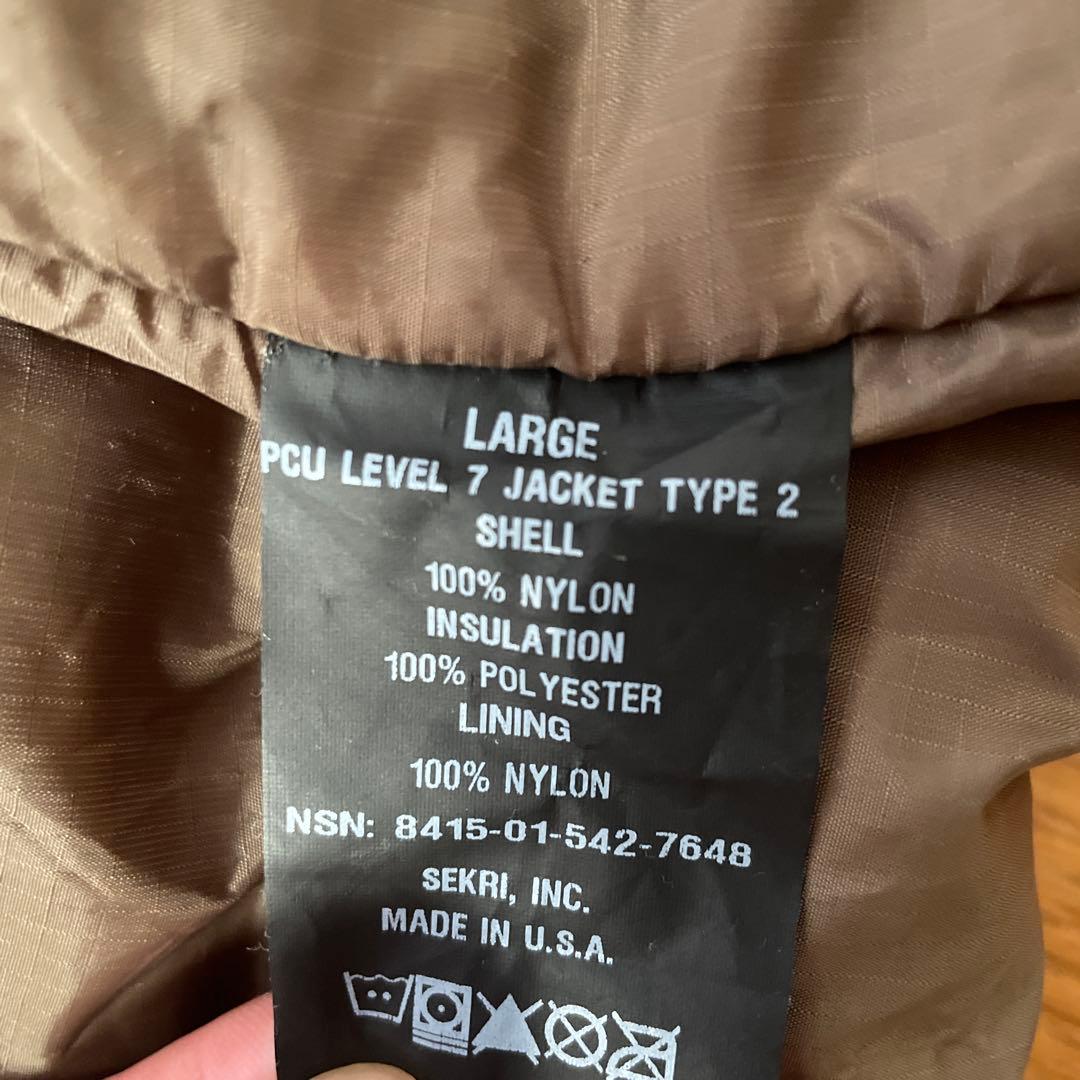 LARGE
PCU LEVEL 7 JACKET TYPE 2
SHELL
100% NYLON
INSULATION
100% POLYESTER
LINING
100% NYLON
NSN: 8415-01-542-7648
SEKRI, INC.
MADE IN U.S.A.